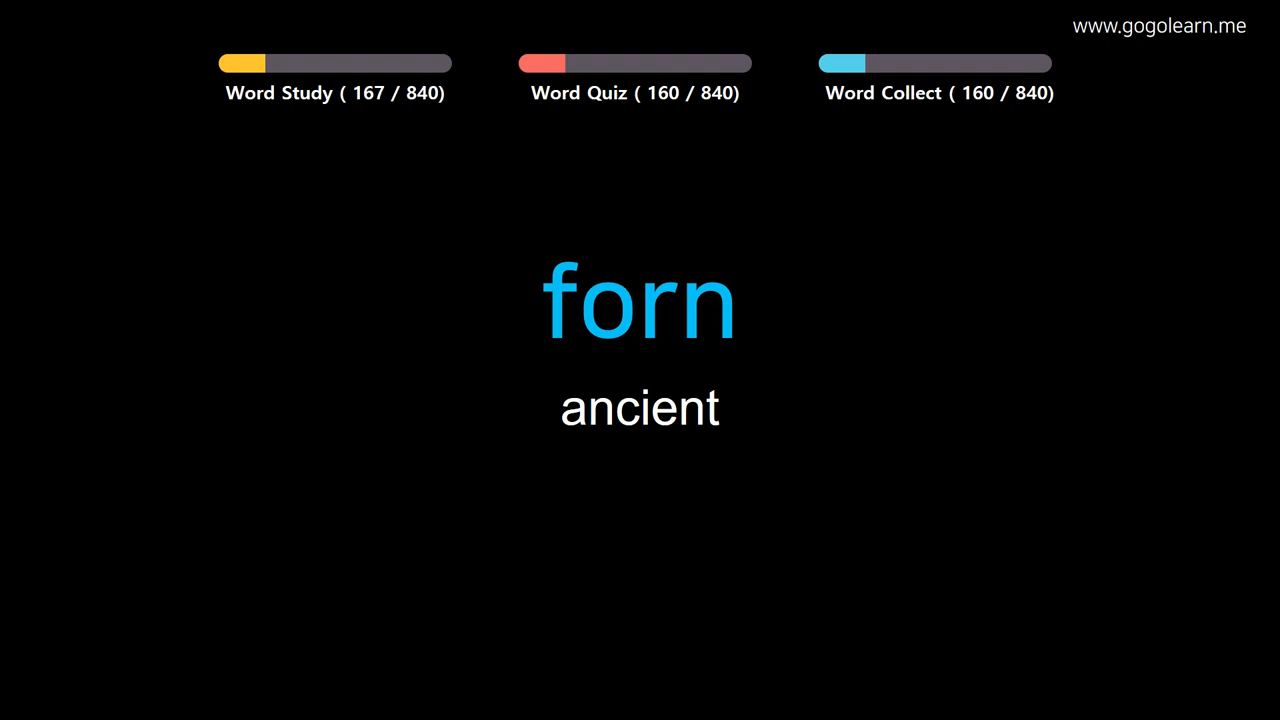 www.gogolearn.me
Word Study ( 167 / 840)
Word Quiz ( 160 / 840)
Word Collect ( 160 / 840)
forn
ancient